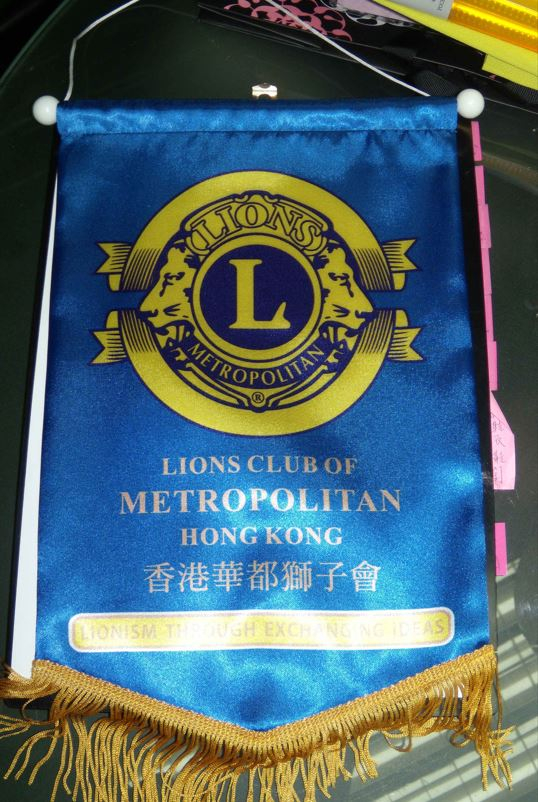 LIONS
L
METROPOLITAN
®
LIONS CLUB OF
METROPOLITAN
HONG KONG
香港華都獅子會
LIONISM THROUGH EXCHANGING IDEAS